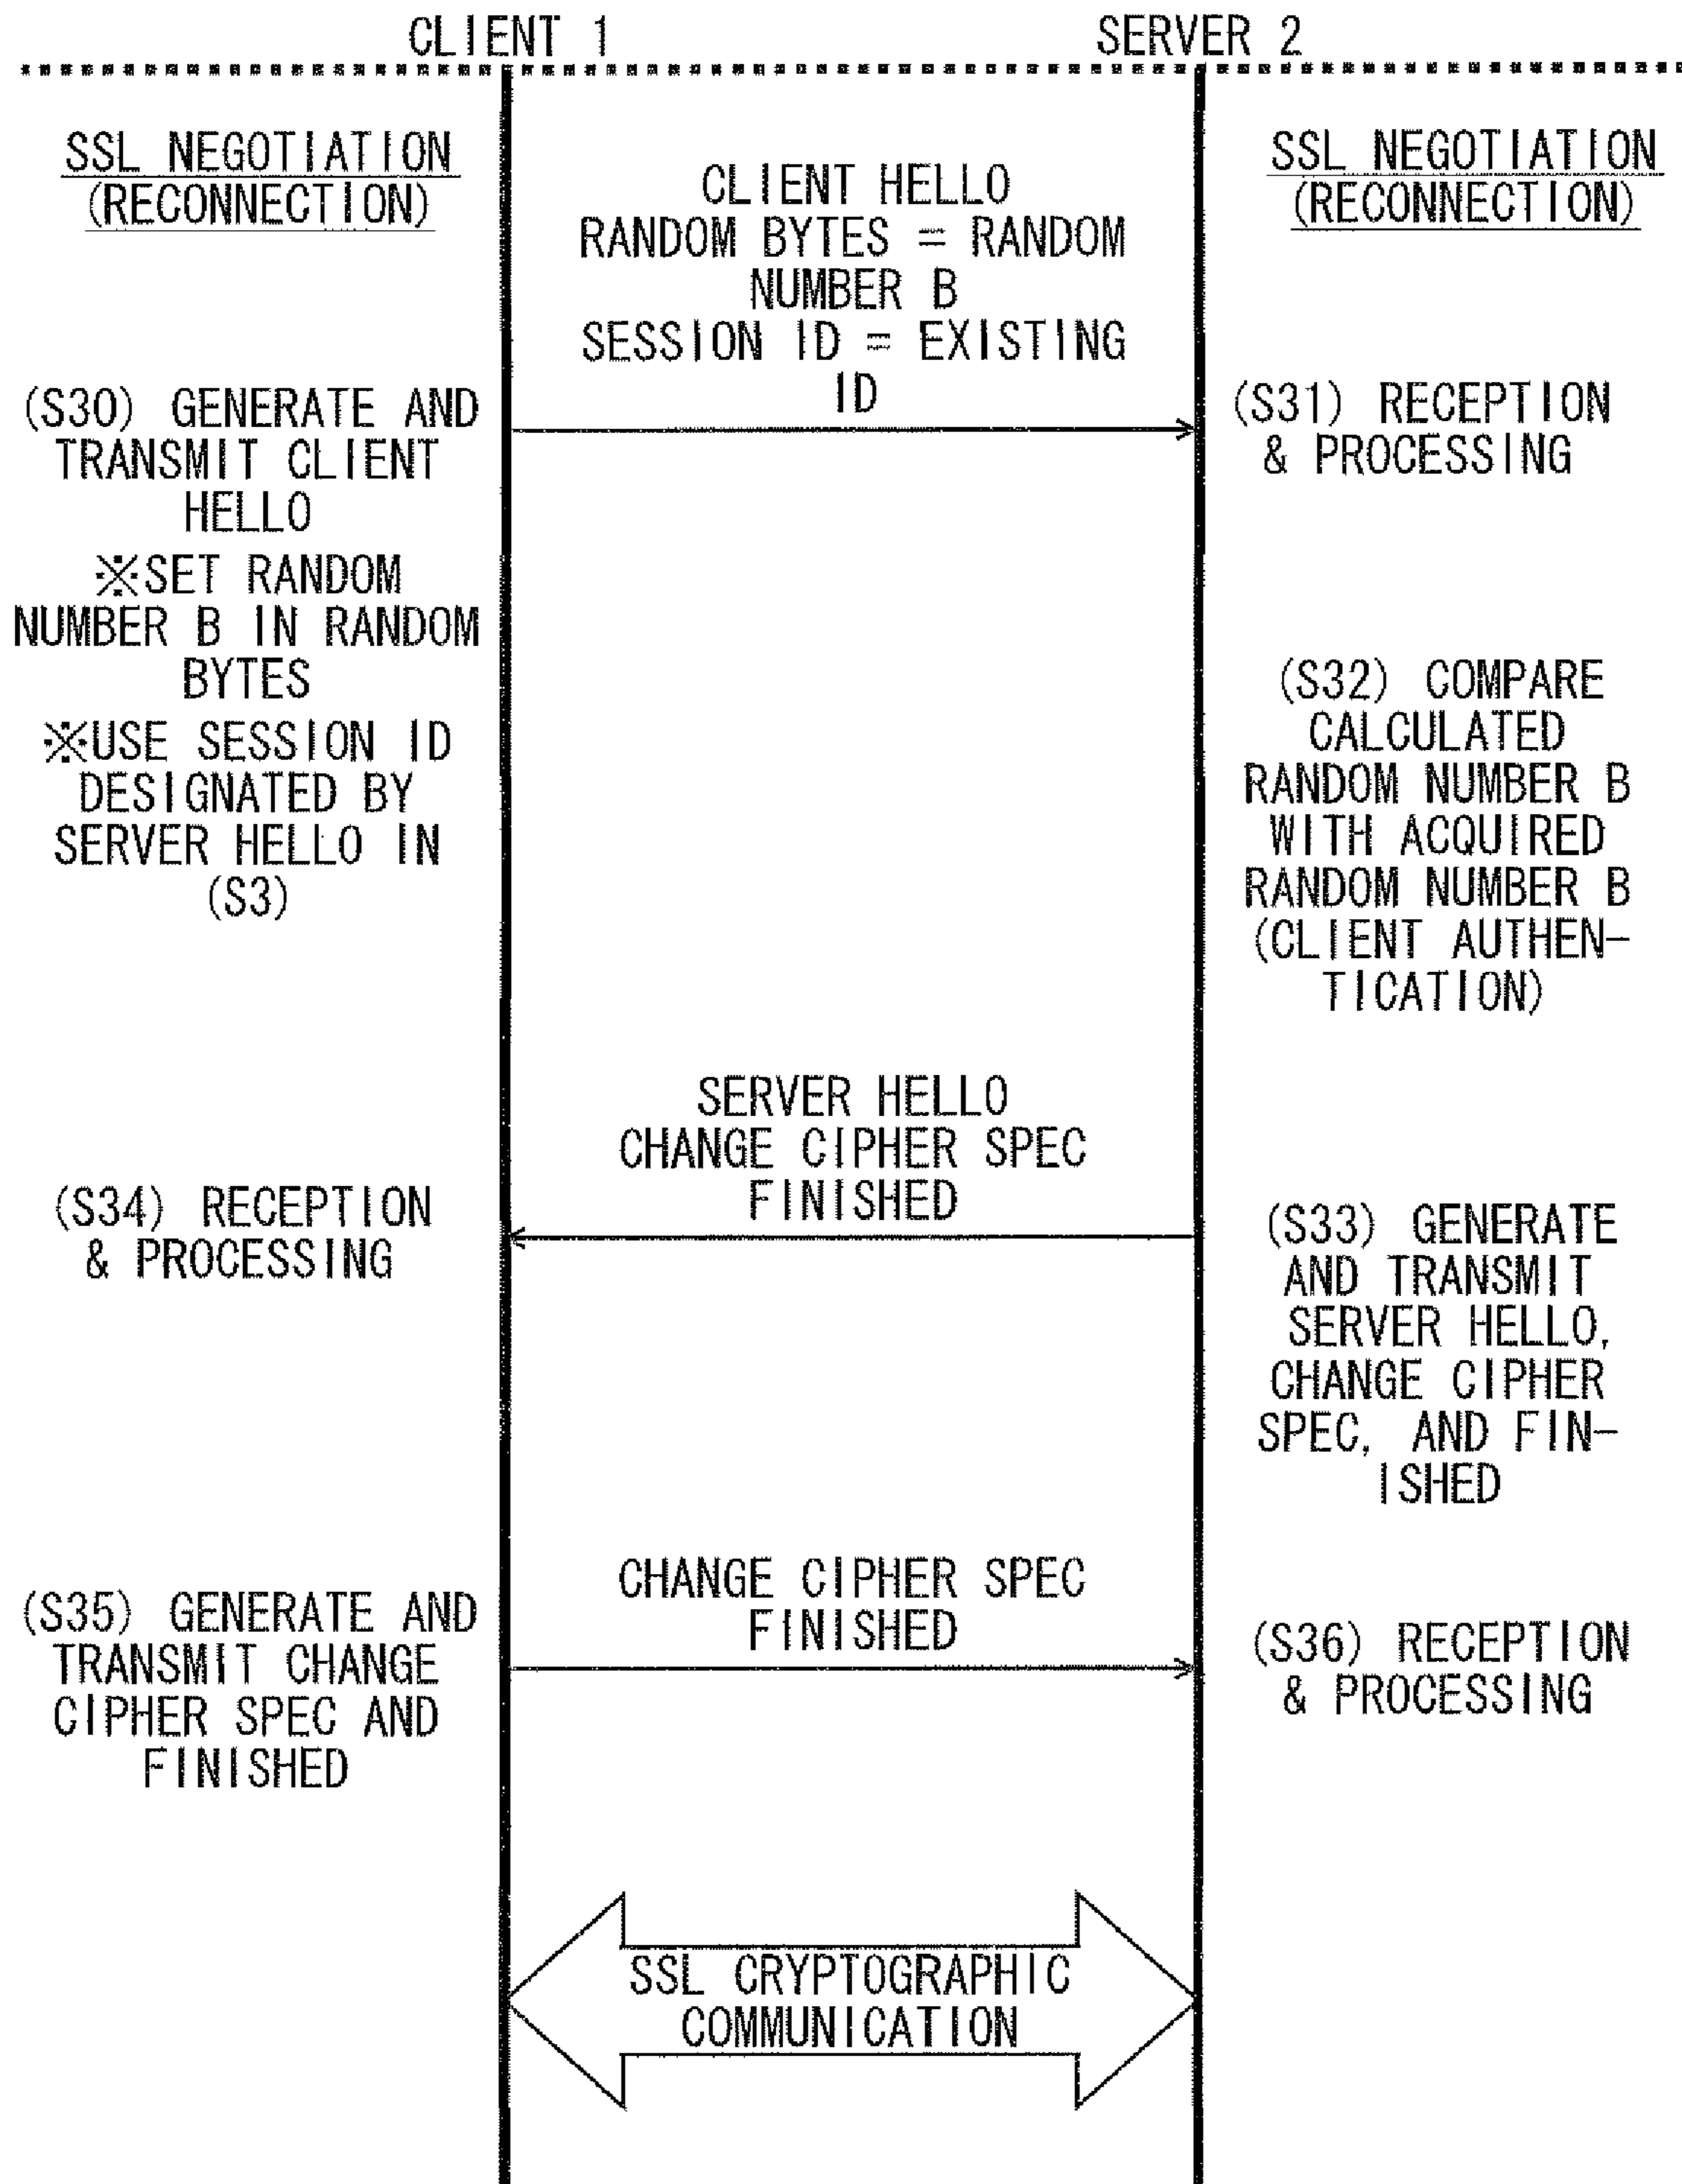 CLIENT 1
SERVER 2
SSL NEGOTIATION
(RECONNECTION)
SSL NEGOTIATION
(RECONNECTION)
CLIENT HELLO
RANDOM BYTES = RANDOM
NUMBER B
SESSION ID = EXISTING
ID
(S30) GENERATE AND
TRANSMIT CLIENT
HELLO
※SET RANDOM
NUMBER B IN RANDOM
BYTES
※USE SESSION ID
DESIGNATED BY
SERVER HELLO IN
(S3)
(S31) RECEPTION
& PROCESSING
(S32) COMPARE
CALCULATED
RANDOM NUMBER B
WITH ACQUIRED
RANDOM NUMBER B
(CLIENT AUTHEN-
TICATION)
SERVER HELLO
CHANGE CIPHER SPEC
FINISHED
(S34) RECEPTION
& PROCESSING
(S33) GENERATE
AND TRANSMIT
SERVER HELLO,
CHANGE CIPHER
SPEC, AND FIN-
ISHED
CHANGE CIPHER SPEC
FINISHED
(S35) GENERATE AND
TRANSMIT CHANGE
CIPHER SPEC AND
FINISHED
(S36) RECEPTION
& PROCESSING
SSL CRYPTOGRAPHIC
COMMUNICATION